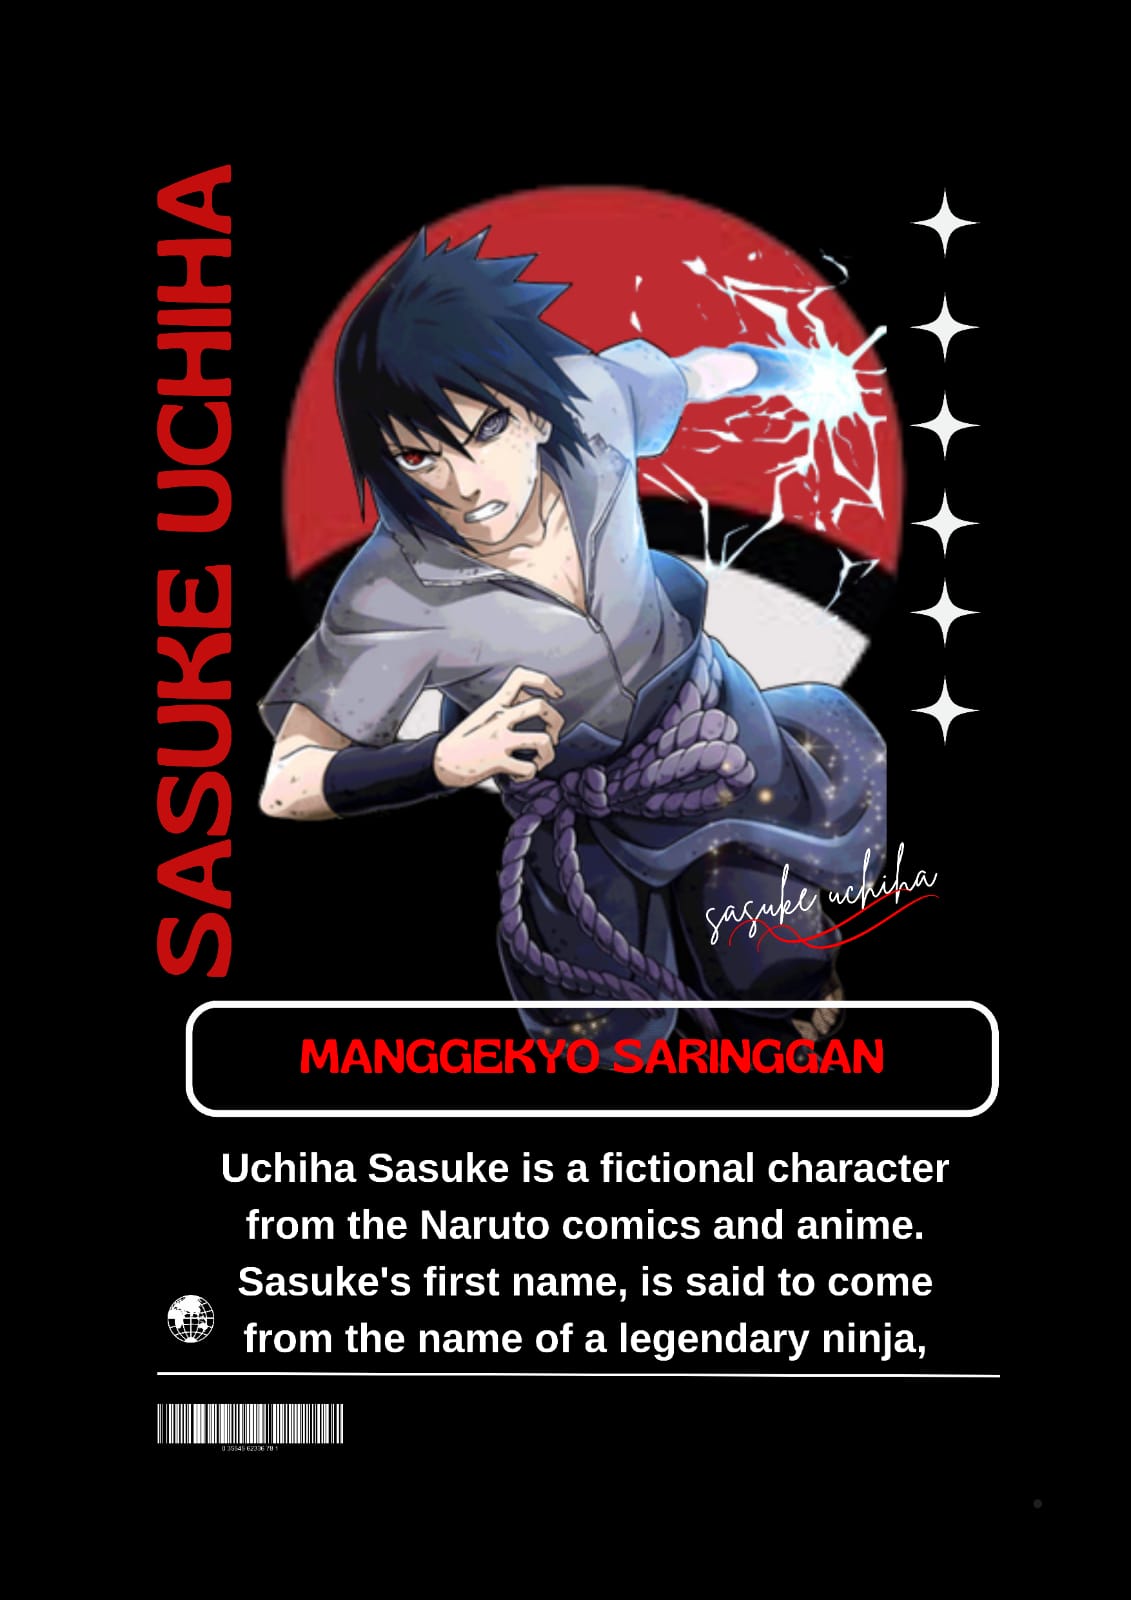 SASUKE UCHIHA
sasuke uchiha
MANGGEKYO SARINGGAN
Uchiha Sasuke is a fictional character
from the Naruto comics and anime.
Sasuke's first name, is said to come
from the name of a legendary ninja,